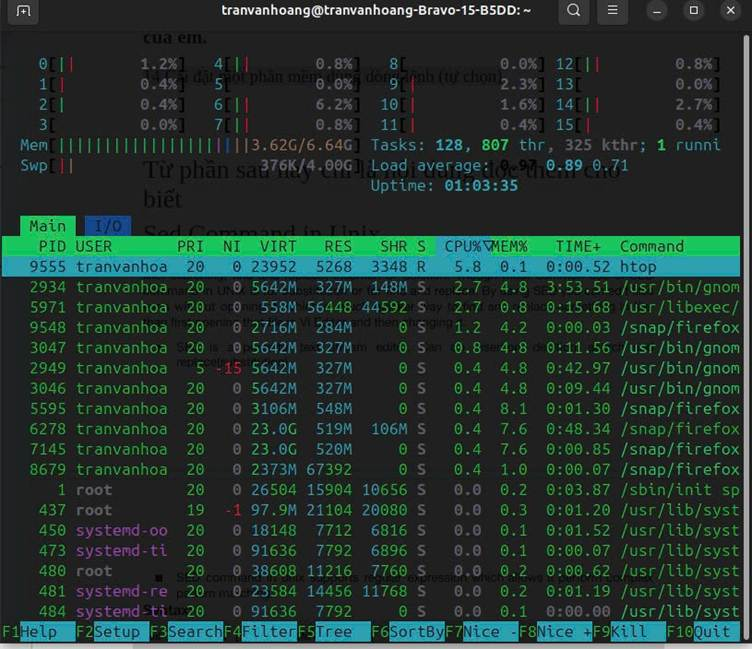 tranvanhoang@tranvanhoang-Bravo-15-B5DD: ~
của em.
0[|| 1.2%] 4[|| 0.8%] 8[ 0.0%] 12[|| 0.8%]
một phần mềm dùng dòng lệnh (tự chọn)
1[| 0.4%] 5[ 0.0%] 9[| 2.3%] 13[ 0.0%]
2[| 0.4%] 6[|| 6.2%] 10[| 1.6%] 14[|| 2.7%]
3[ 0.0%] 7[|| 0.8%] 11[| 0.4%] 15[| 0.4%]
Mem[||||||||||||||||||||3.62G/6.64G] Tasks: 128, 807 thr, 325 kthr; 1 runni
Swp[|| 376K/4.00G] Load average: 0.97 0.89 0.71
Từ phần sau này chỉ là nội dung đọc thêm cho
Uptime: 01:03:35
biết
Main I/O
Sed Command in Unix
PID USER PRI NI VIRT RES SHR S CPU%▽MEM% TIME+ Command
9555 tranvanhoa 20 0 23952 5268 3348 R 5.8 0.1 0:00.52 htop
2934 tranvanhoa 20 0 5642M 327M 148M S 4.8 3:53.51 /usr/bin/gnom
5971 tranvanhoa 20 0 558M 56448 44592 S 2.7 0.8 0:15.68 /usr/libexec/
9548 tranvanhoa 20 0 2716M 284M 0 S 1.2 4.2 0:00.03 /snap/firefox
3047 tranvanhoa 20 0 5642M 327M 0 S 0.8 4.8 0:11.56 /usr/bin/gnom
2949 tranvanhoa 5 -15 5642M 327M 0 S 0.4 4.8 0:42.97 /usr/bin/gnom
3046 tranvanhoa 20 0 5642M 327M 0 S 0.4 4.8 0:09.44 /usr/bin/gnom
5595 tranvanhoa 20 0 3106M 548M 0 S 0.4 8.1 0:01.30 /snap/firefox
6278 tranvanhoa 20 0 23.0G 519M 106M S 0.4 7.6 0:48.34 /snap/firefox
7145 tranvanhoa 20 0 23.0G 520M 0 S 0.4 7.6 0:00.85 /snap/firefox
8679 tranvanhoa 20 0 2373M 67392 0 S 0.4 1.0 0:00.07 /snap/firefox
1 root 20 0 26504 15904 10656 S 0.0 0.2 0:03.87 /sbin/init sp
437 root 19 -1 97.9M 21104 20080 S 0.0 0.3 0:01.20 /usr/lib/syst
450 systemd-oo 20 0 18148 7712 6816 S 0.0 0.1 0:01.52 /usr/lib/syst
473 systemd-ti 20 0 91636 7792 6896 S 0.0 0.1 0:00.07 /usr/lib/syst
480 root 20 0 38608 11216 7760 S 0.0 0.2 0:00.62 /usr/lib/syst
481 systemd-re 20 0 23584 14456 11768 S 0.0 0.2 0:01.19 /usr/lib/syst
484 systemd-ti 20 0 91636 7792 0 S 0.0 0.1 0:00.00 /usr/lib/syst
F1Help F2Setup F3SearchF4FilterF5Tree F6SortByF7Nice -F8Nice +F9Kill F10Quit